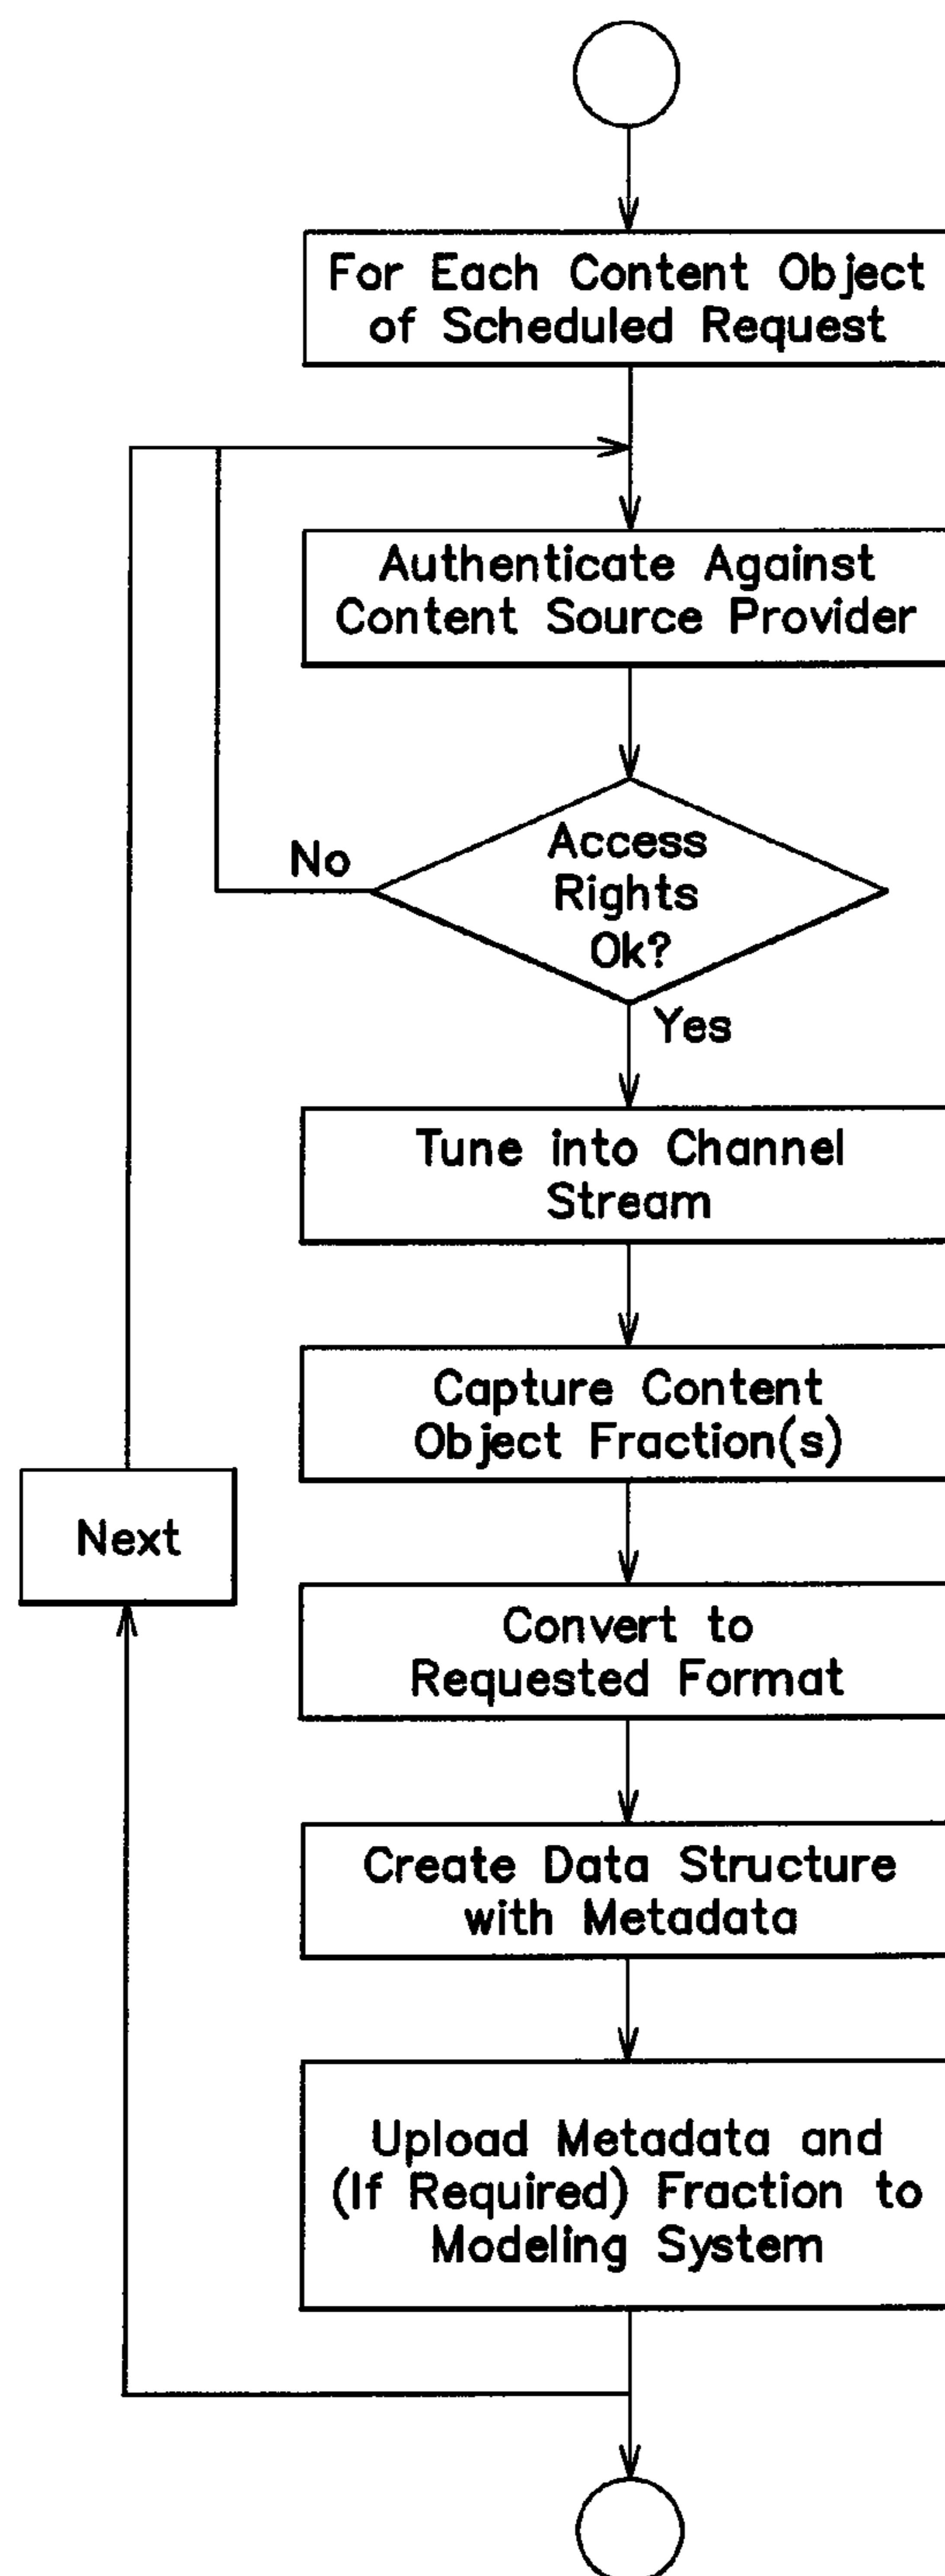 For Each Content Object
of Scheduled Request
Authenticate Against
Content Source Provider
Access
Rights
Ok?
No
Yes
Tune into Channel
Stream
Capture Content
Object Fraction(s)
Next
Convert to
Requested Format
Create Data Structure
with Metadata
Upload Metadata and
(If Required) Fraction to
Modeling System